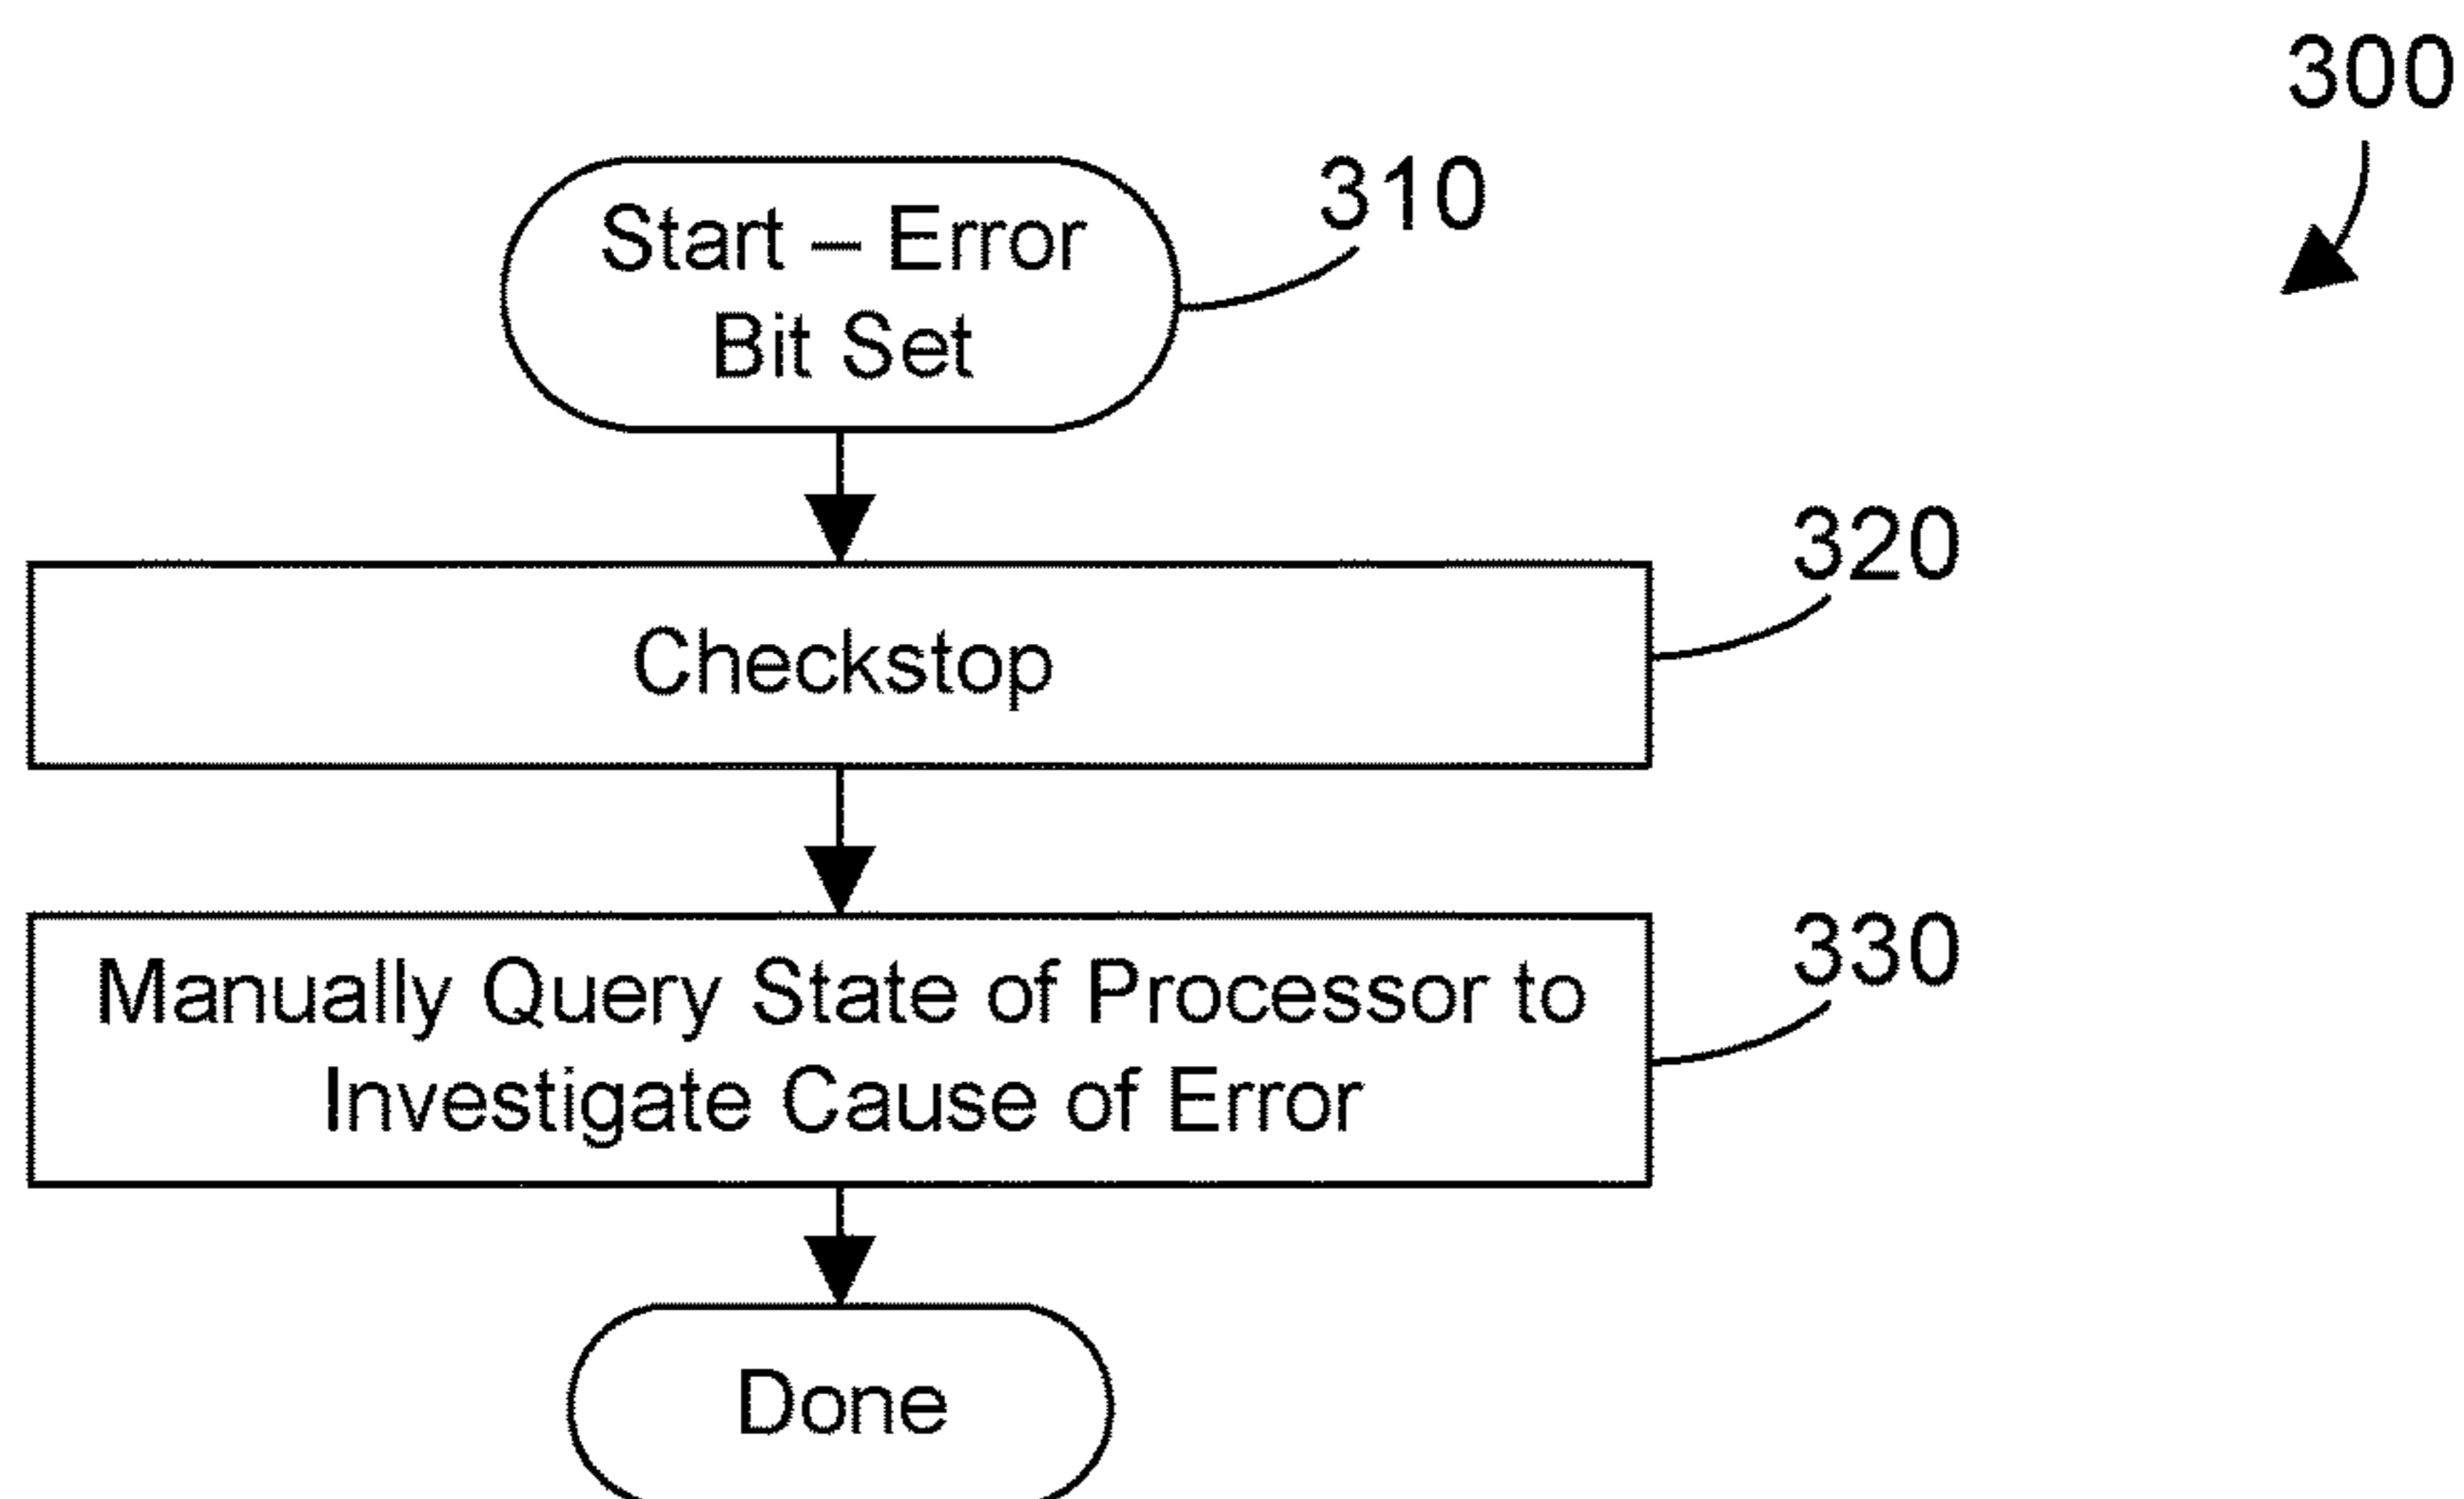 300
310
Start – Error
Bit Set
320
Checkstop
330
Manually Query State of Processor to
Investigate Cause of Error
Done